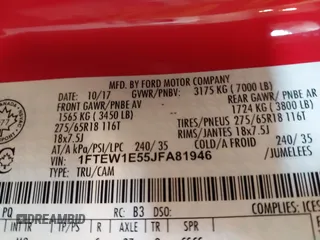 MFD. BY FORD MOTOR COMPANY
DATE: 10/17 GVWR/PNBV: 3175 KG ( 7000 LB)
FRONT GAWR/PNBE AV REAR GAWR/PNBE AR
1565 KG ( 3450 LB) 1724 KG ( 3800 LB)
275/65R18 116T TIRES/PNEUS 275/65R18 116T
18x7.5J RIMS/JANTES 18x7.5J
AT/A kPa/PSI/LPC 240/ 35 COLD/A FROID 240/ 35
VIN: 1FTEW1E55JFA81946 /JUMELEES
TYPE: TRU/CAM
PQ RC: B3 DSO: COMPLIES: ICES
DREAMBID
INT TR TP/PS R AXLE TR SPR